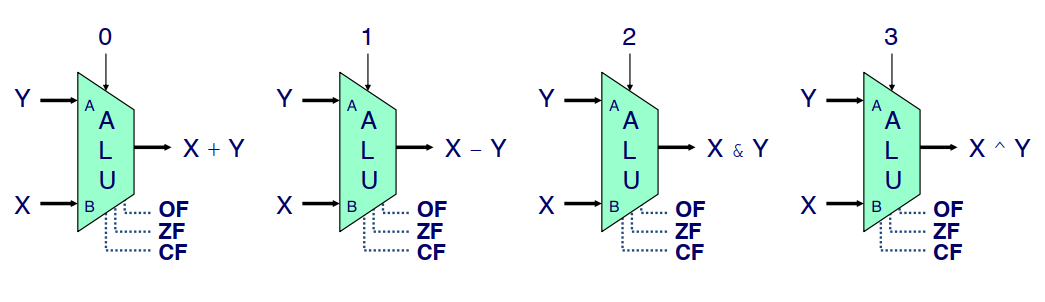 0
Y
A
A
L
U
X + Y
X
B
OF
ZF
CF
1
Y
A
A
L
U
X - Y
X
B
OF
ZF
CF
2
Y
A
A
L
U
X & Y
X
B
OF
ZF
CF
3
Y
A
A
L
U
X ^ Y
X
B
OF
ZF
CF